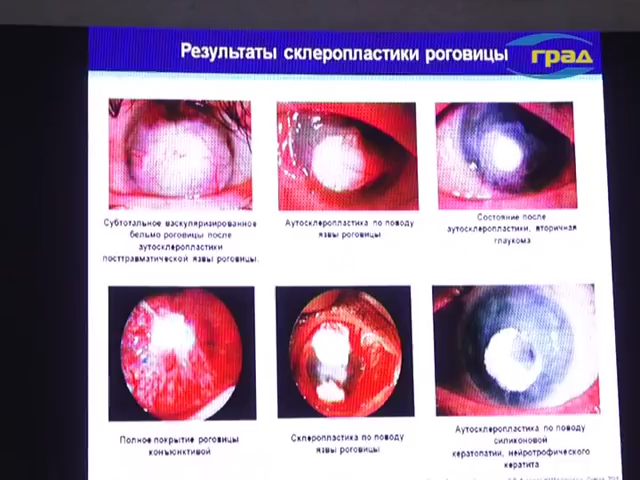 Результаты склеропластики роговицы
град
Субтотальное васкуляризированное
бельмо роговицы после
аутосклеропластики
посттравматической язвы роговицы.
Аутосклеропластика по поводу
язвы роговицы
Состояние после
аутосклеропластики, вторичная
глаукома
Полное покрытие роговицы
конъюнктивой
Склеропластика по поводу
язвы роговицы
Аутосклеропластика по поводу
силиконовой
кератопатии, нейротрофического
кератита